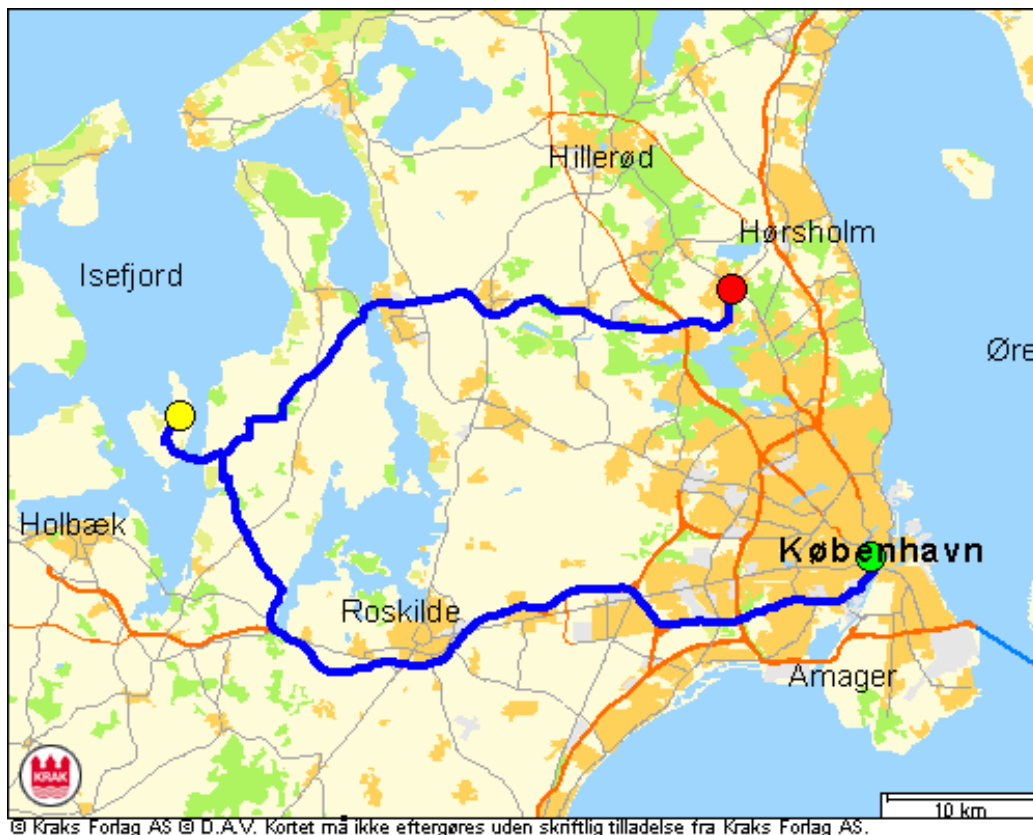 Hillerød
Hørsholm
Isefjord
Øre
Holbæk
København
Roskilde
Amager
KRAK
10 km
© Kraks Forlag AS © D.A.V. Kortet må ikke eftergøres uden skriftlig tilladelse fra Kraks Forlag AS.